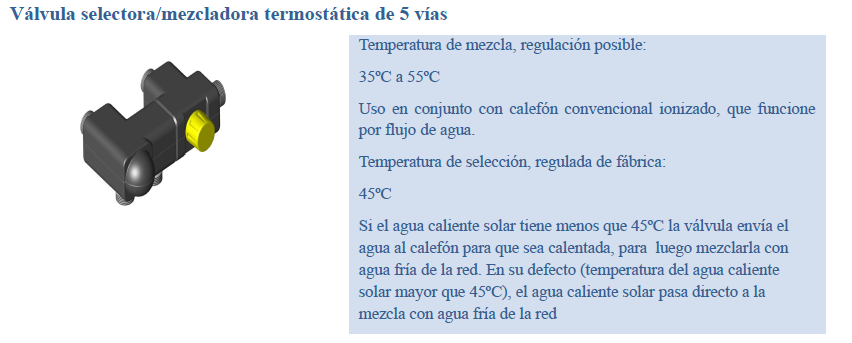 Válvula selectora/mezcladora termostática de 5 vías
Temperatura de mezcla, regulación posible:
35ºC a 55ºC
Uso en conjunto con calefón convencional ionizado, que funcione
por flujo de agua.
Temperatura de selección, regulada de fábrica:
45ºC
Si el agua caliente solar tiene menos que 45ºC la válvula envía el
agua al calefón para que sea calentada, para luego mezclarla con
agua fría de la red. En su defecto (temperatura del agua caliente
solar mayor que 45ºC), el agua caliente solar pasa directo a la
mezcla con agua fría de la red